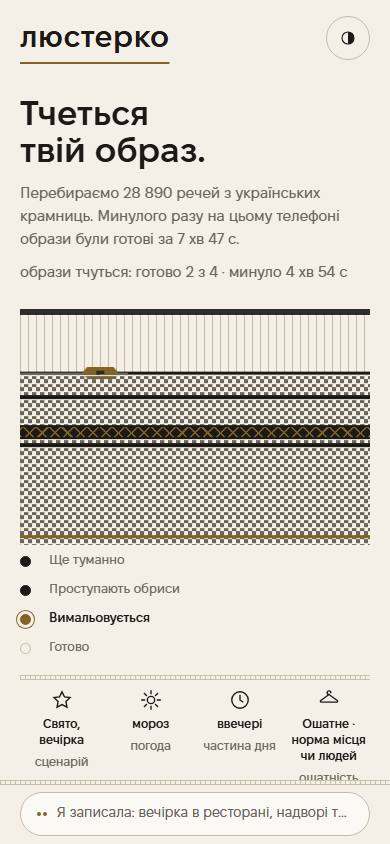 люстерко
Тчеться
твій образ.
Перебираємо 28 890 речей з українських
крамниць. Минулого разу на цьому телефоні
образи були готові за 7 хв 47 с.
образи тчуться: готово 2 з 4 · минуло 4 хв 54 с
Ще туманно
Проступають обриси
Вимальовується
Готово
Свято,
вечірка
сценарій
мороз
погода
ввечері
частина дня
Ошатне ·
норма місця
чи людей
ошатність
Я записала: вечірка в ресторані, надворі т...